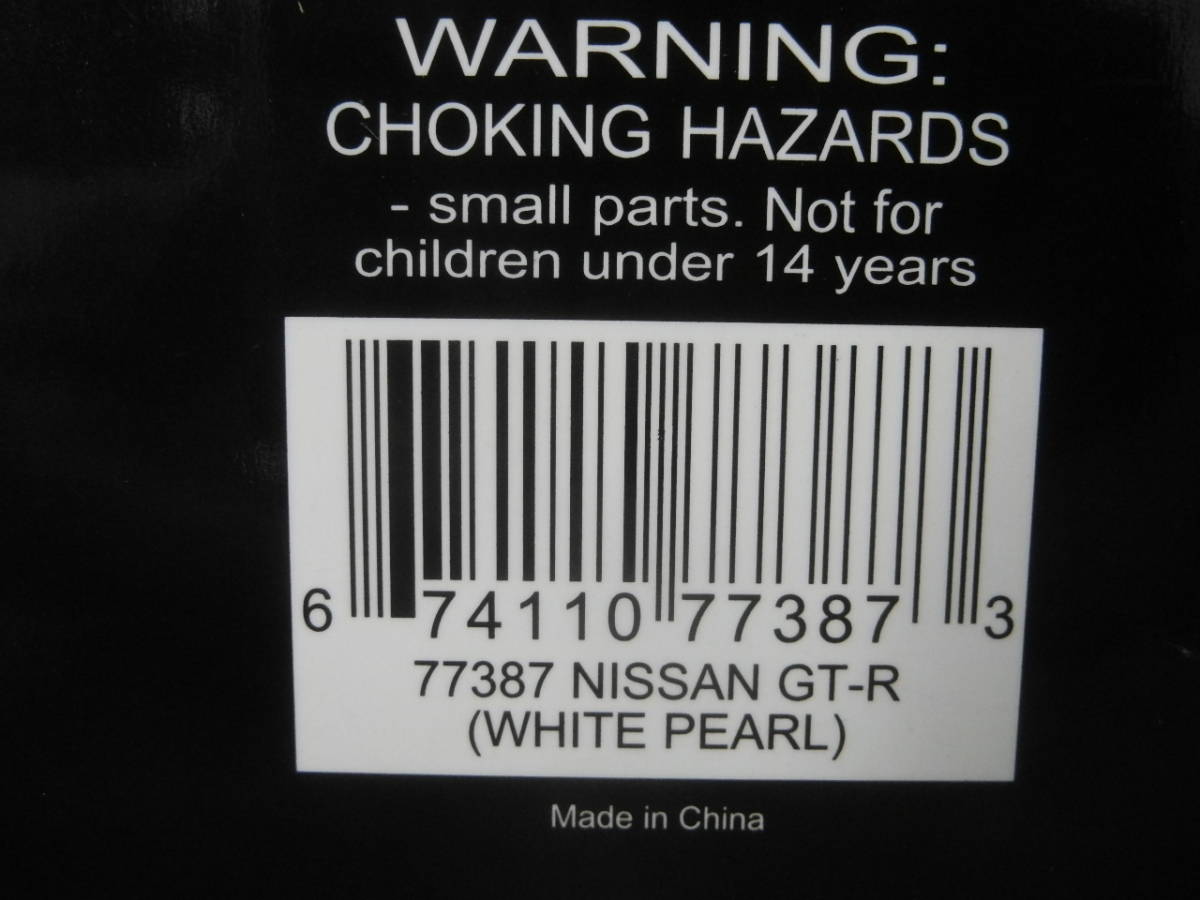 WARNING:
CHOKING HAZARDS
- small parts. Not for
children under 14 years
6 74110 77387 3
77387 NISSAN GT-R
(WHITE PEARL)
Made in China